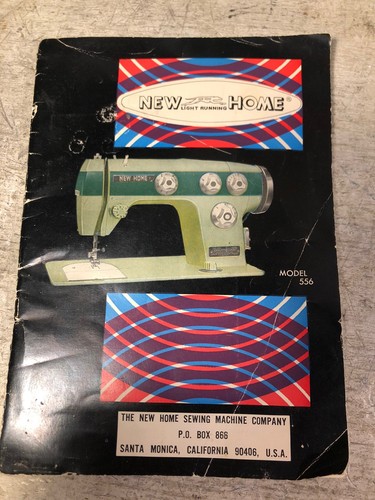 NEW HOME®
LIGHT RUNNING
NEW HOME
MODEL
556
THE NEW HOME SEWING MACHINE COMPANY
P.O. BOX 866
SANTA MONICA, CALIFORNIA 90406, U.S.A.